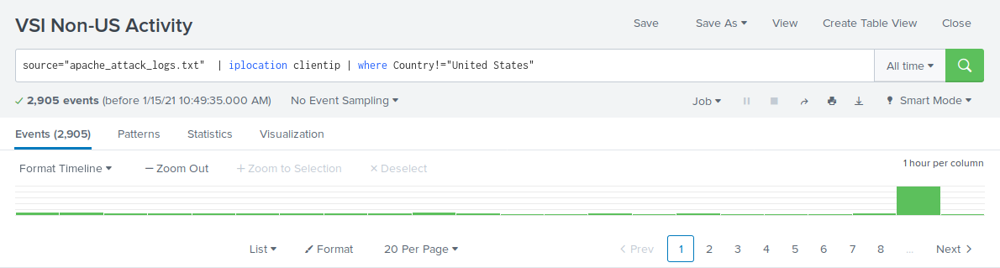 VSI Non-US Activity
Save Save As View Create Table View Close
source="apache_attack_logs.txt"  | iplocation clientip | where Country!="United States"
All time
2,905 events (before 1/15/21 10:49:35.000 AM) No Event Sampling
Job Smart Mode
Events (2,905) Patterns Statistics Visualization
Format Timeline — Zoom Out + Zoom to Selection × Deselect
1 hour per column
List Format 20 Per Page
< Prev 1 2 3 4 5 6 7 8 ... Next >